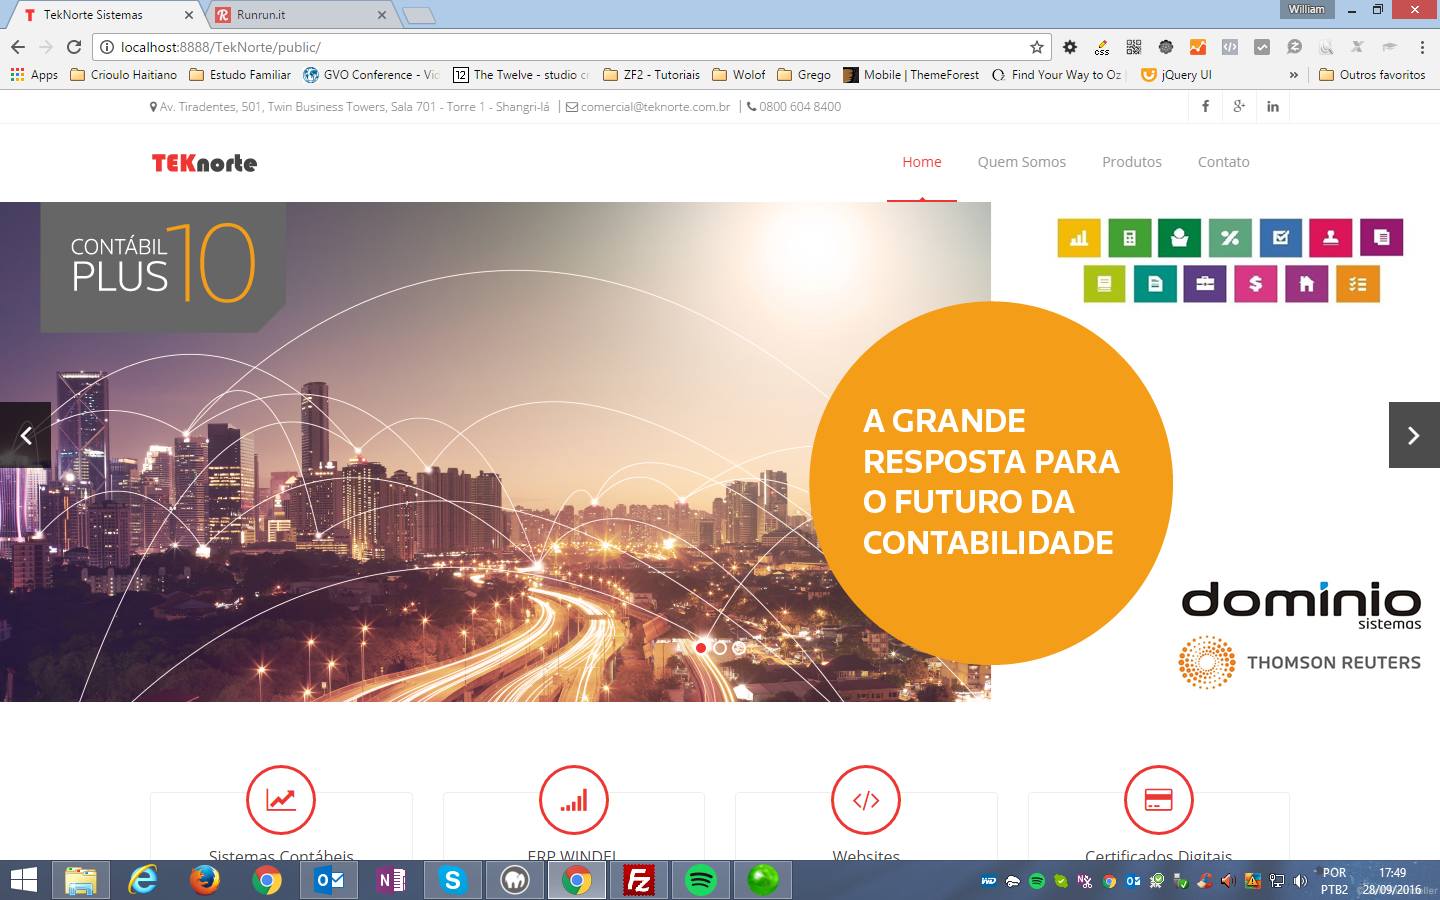 TekNorte Sistemas
Runrun.it
William
localhost:8888/TekNorte/public/
css
Apps
Crioulo Haitiano
Estudo Familiar
GVO Conference - Vid
12 The Twelve - studio cr
ZF2 - Tutoriais
Wolof
Grego
Mobile | ThemeForest
Find Your Way to Oz
jQuery UI
»
Outros favoritos
Av. Tiradentes, 501, Twin Business Towers, Sala 701 - Torre 1 - Shangri-lá | comercial@teknorte.com.br | 0800 604 8400
TEKnorte
Home
Quem Somos
Produtos
Contato
CONTÁBIL
PLUS 10
A GRANDE
RESPOSTA PARA
O FUTURO DA
CONTABILIDADE
domínio
sistemas
THOMSON REUTERS
Sistemas Contábeis
ERP WINDEL
Websites
Certificados Digitais
POR
PTB2
17:49
28/09/2016